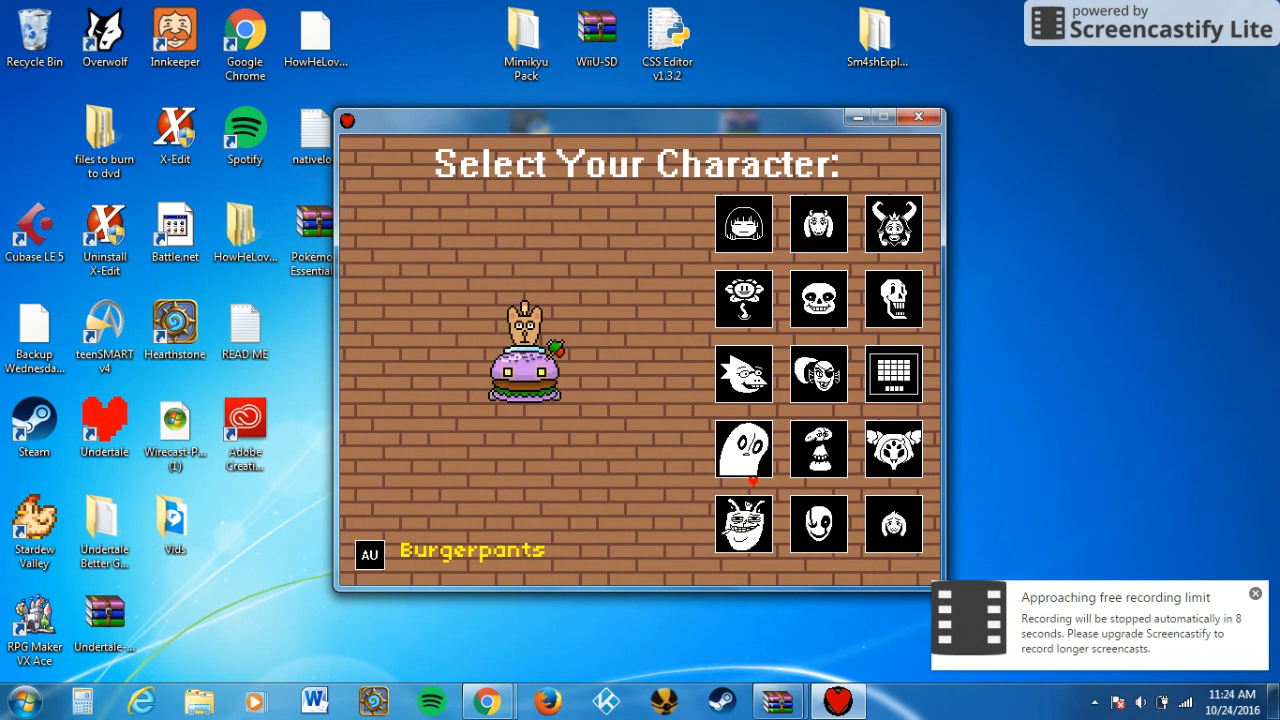 powered by
Screencastify Lite
Recycle Bin
Overwolf
Innkeeper
Google
Chrome
HowHeLov...
Mimikyu
Pack
WiiU-SD
CSS Editor
v1.3.2
Sm4shExpl...
files to burn
to dvd
X-Edit
Spotify
nativelo
Select Your Character:
Cubase LE 5
Uninstall
X-Edit
Battle.net
HowHeLov...
Pokémo
Essential
Backup
Wednesda...
teenSMART
v4
Hearthstone
READ ME
Steam
Undertale
Wirecast-P...
(1)
Adobe
Creati...
Stardew
Valley
Undertale
Better G...
Vids
AU
Burgerpants
RPG Maker
VX Ace
Undertale-...
Approaching free recording limit
Recording will be stopped automatically in 8
seconds. Please upgrade Screencastify to
record longer screencasts.
11:24 AM
10/24/2016